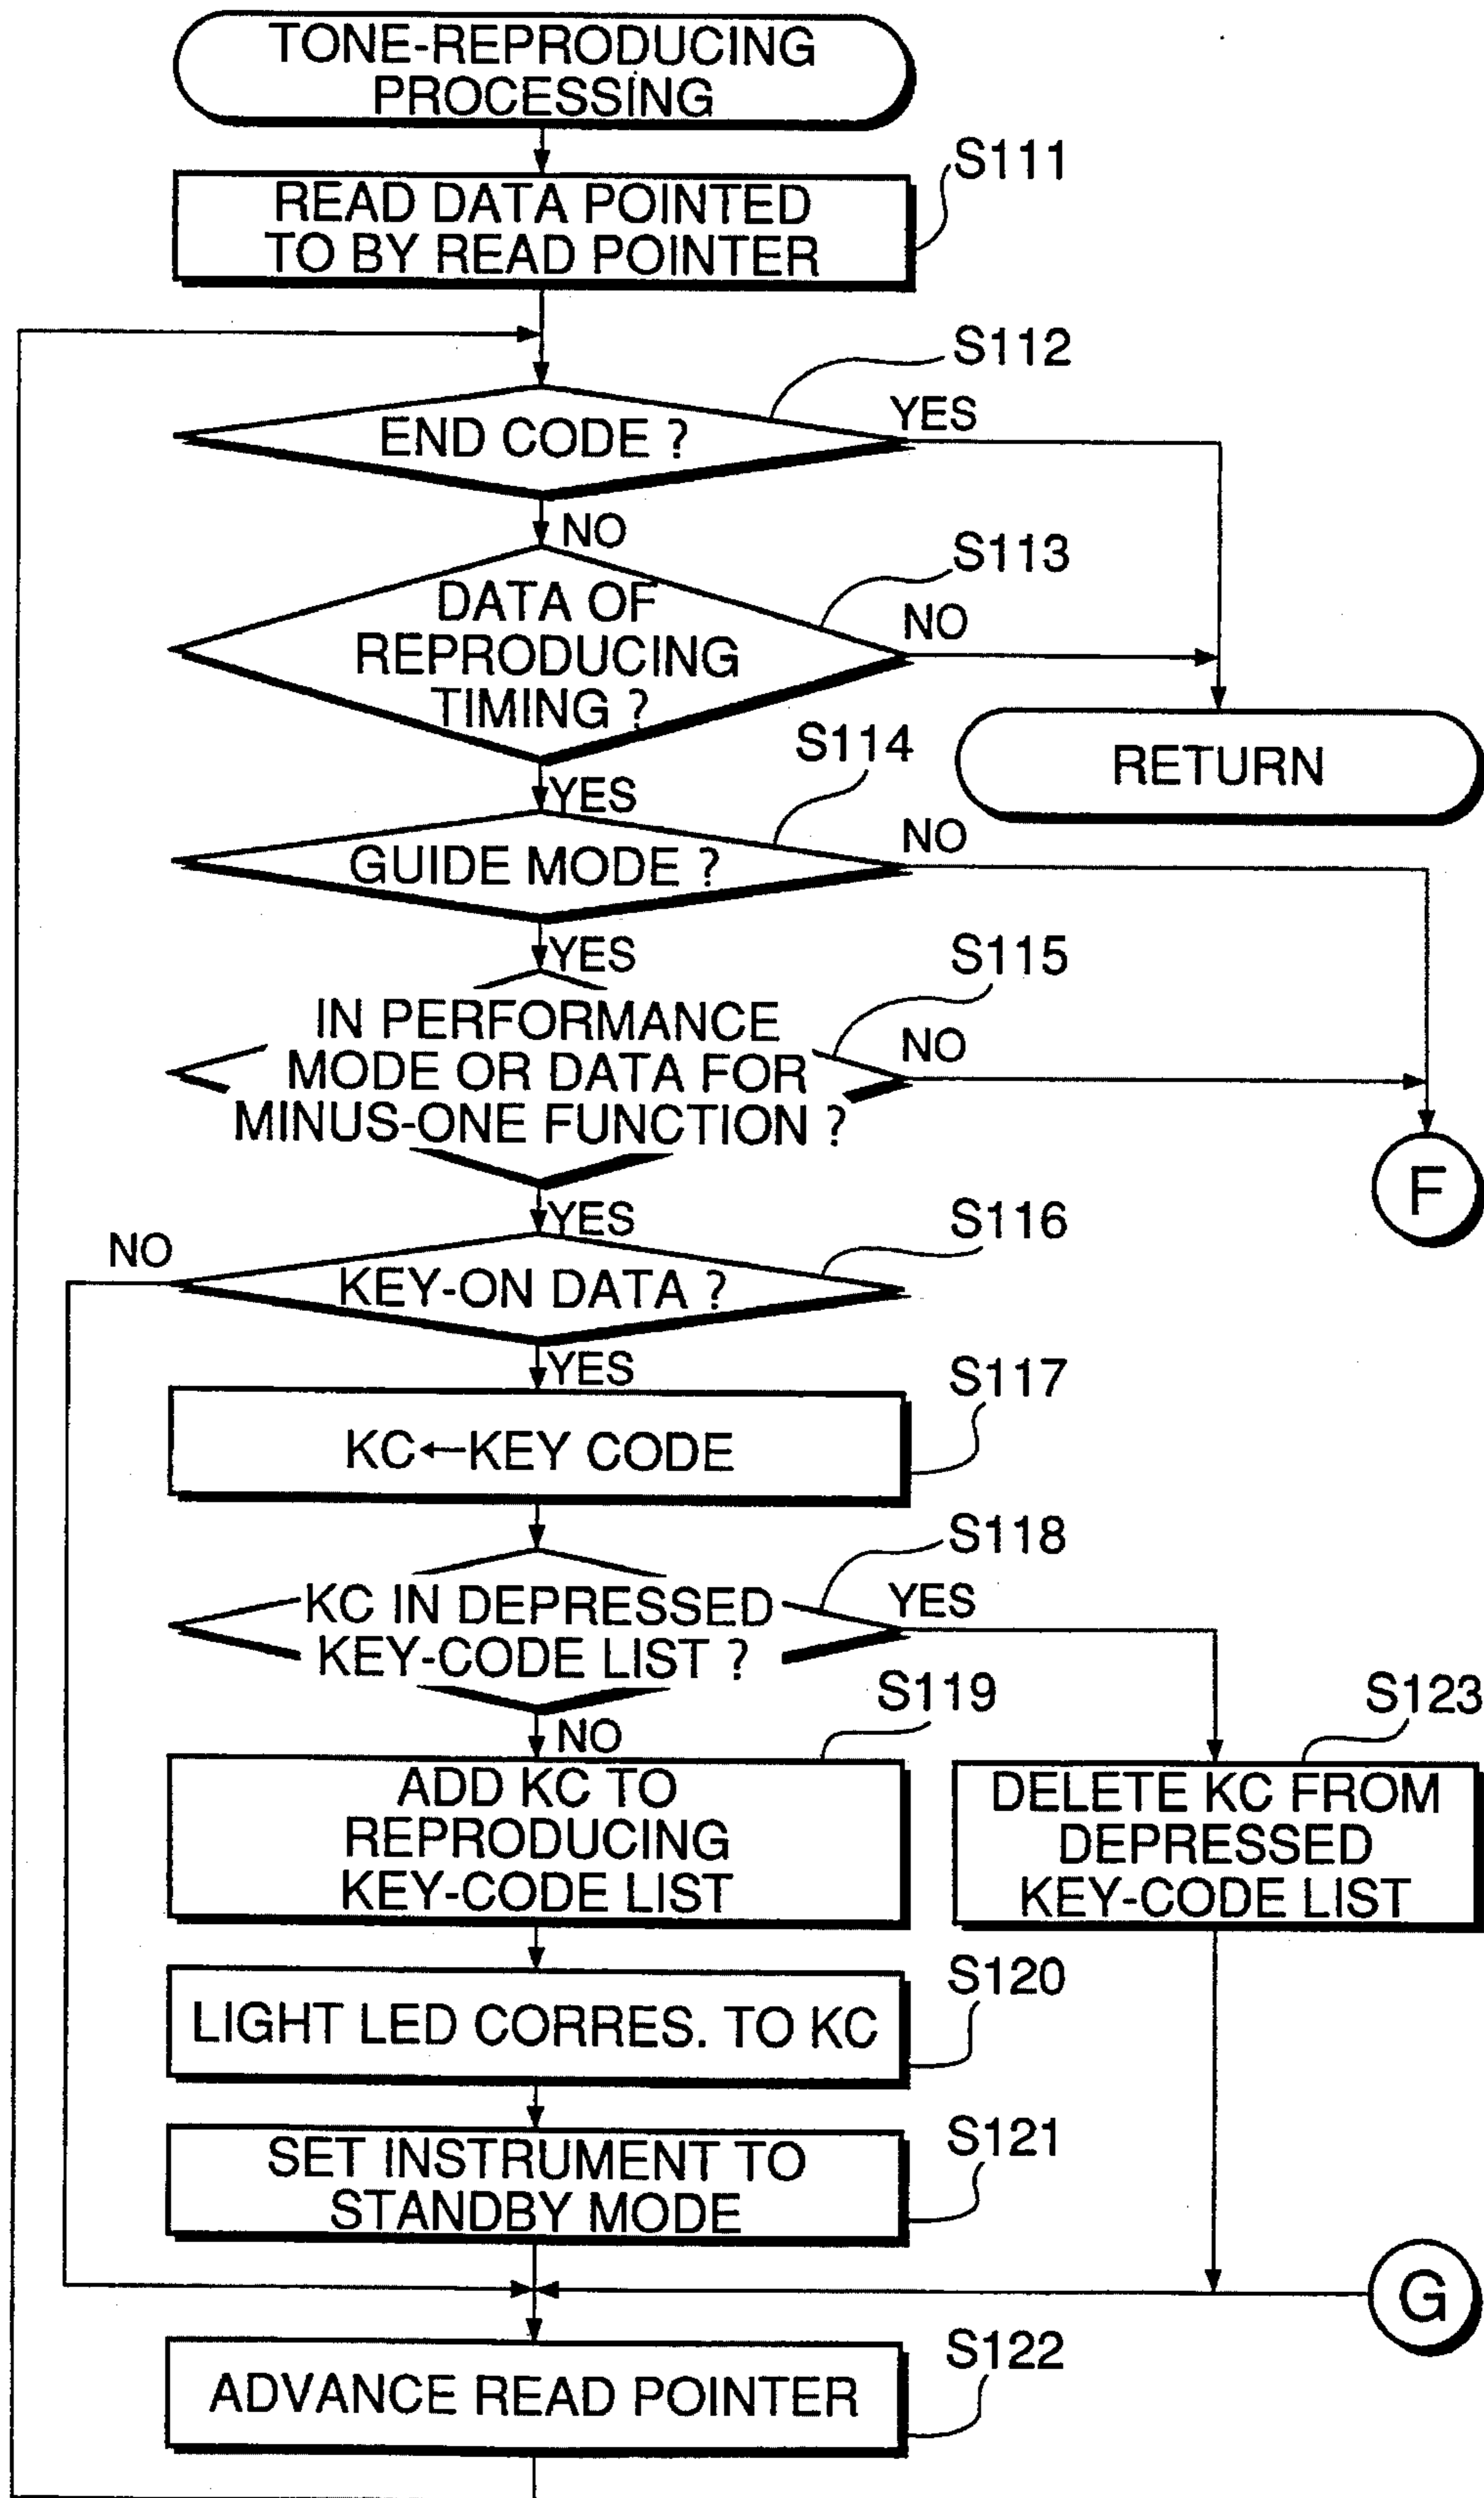 TONE-REPRODUCING
PROCESSING
S111
READ DATA POINTED
TO BY READ POINTER
S112
END CODE ?
YES
NO
S113
DATA OF
REPRODUCING
TIMING ?
NO
RETURN
YES
S114
GUIDE MODE ?
NO
YES
S115
IN PERFORMANCE
MODE OR DATA FOR
MINUS-ONE FUNCTION ?
NO
F
YES
S116
NO
KEY-ON DATA ?
YES
S117
KC←KEY CODE
S118
KC IN DEPRESSED
KEY-CODE LIST ?
YES
NO
S119
ADD KC TO
REPRODUCING
KEY-CODE LIST
S123
DELETE KC FROM
DEPRESSED
KEY-CODE LIST
S120
LIGHT LED CORRES. TO KC
S121
SET INSTRUMENT TO
STANDBY MODE
G
S122
ADVANCE READ POINTER